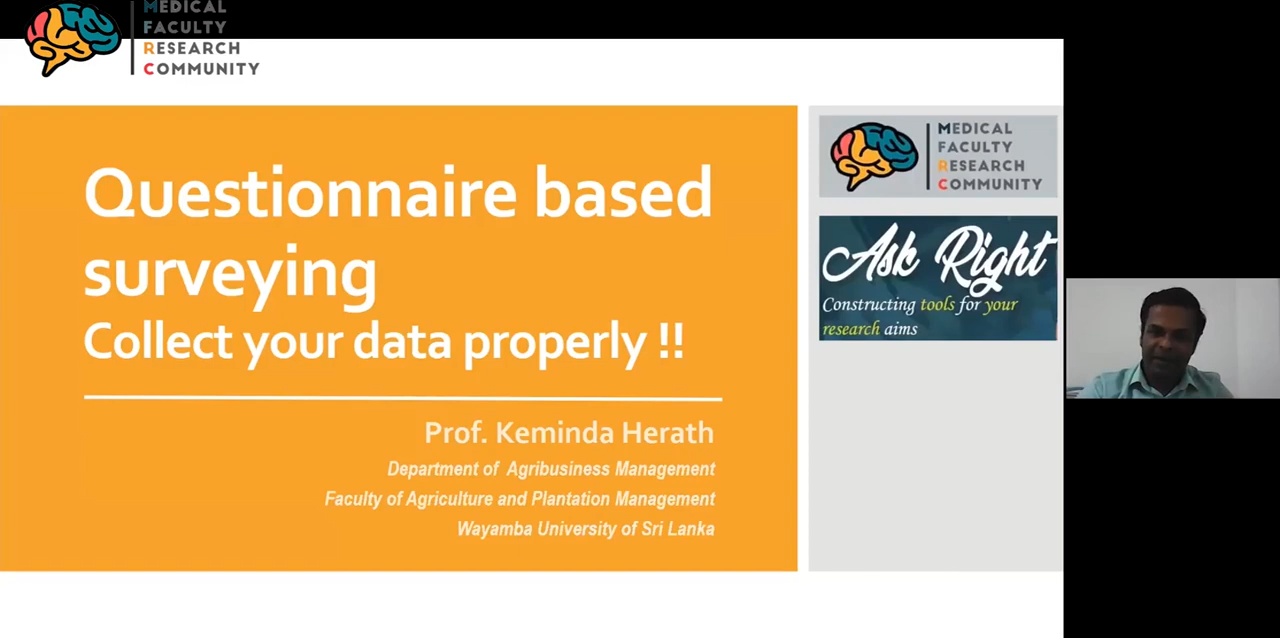 MEDICAL
FACULTY
RESEARCH
COMMUNITY
Questionnaire based
surveying
Collect your data properly !!
Prof. Keminda Herath
Department of Agribusiness Management
Faculty of Agriculture and Plantation Management
Wayamba University of Sri Lanka
MEDICAL
FACULTY
RESEARCH
COMMUNITY
Ask Right
Constructing tools for your
research aims